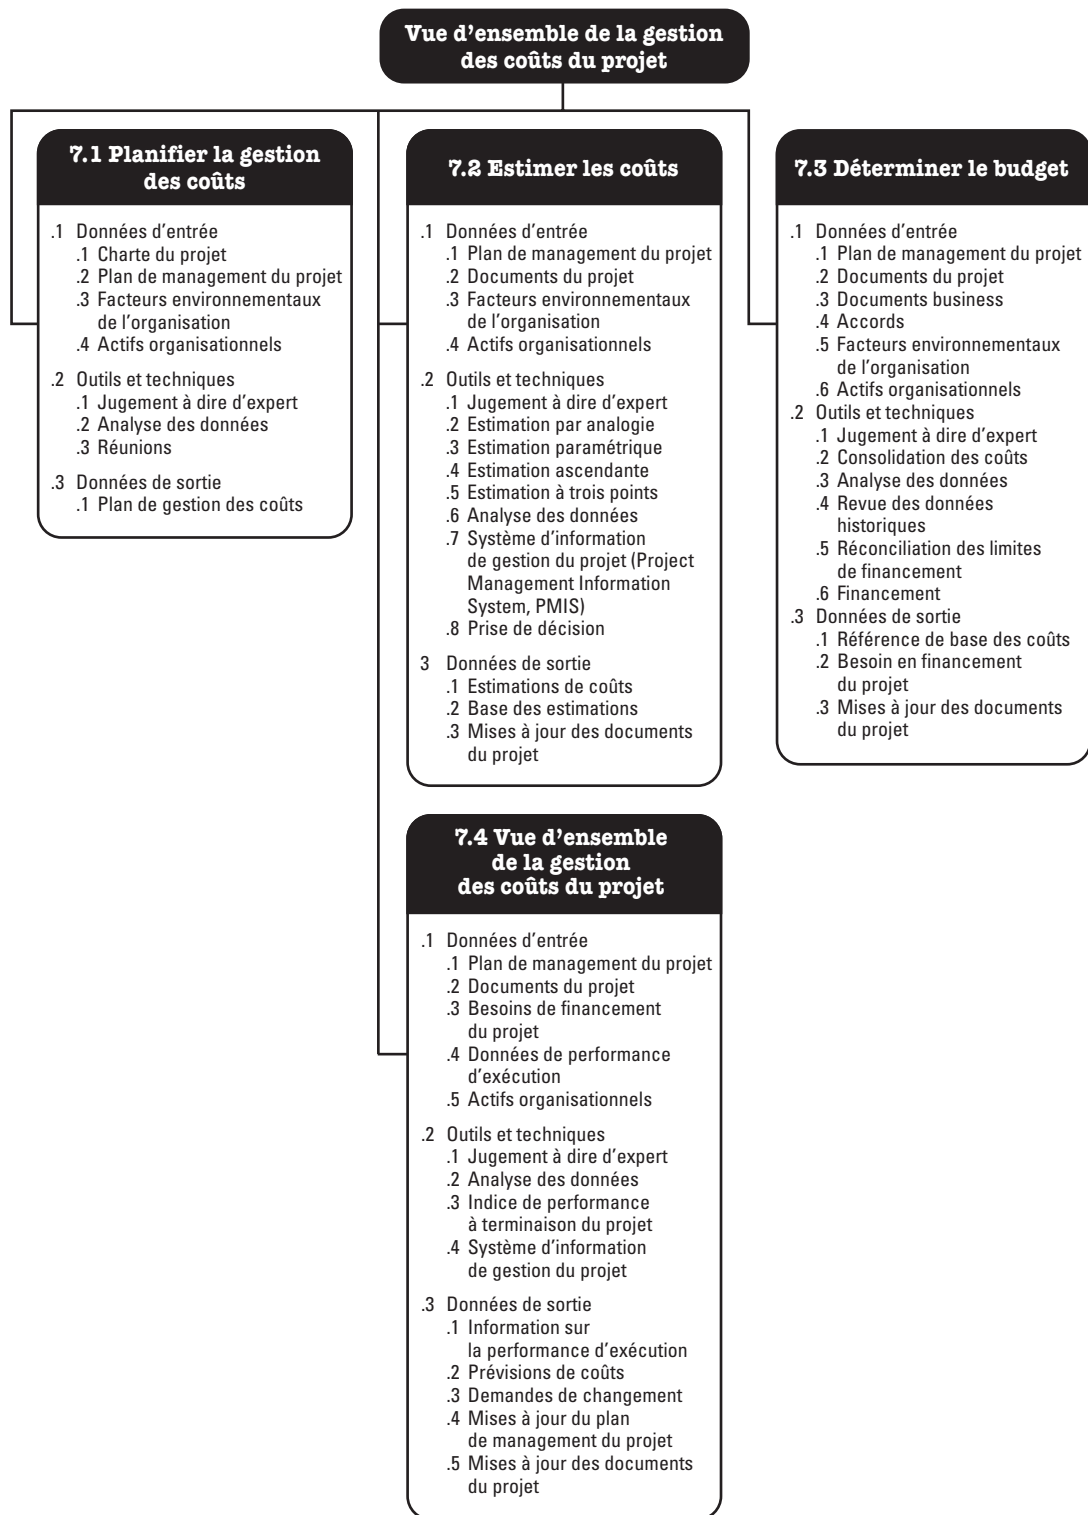 Vue d'ensemble de la gestion
des coûts du projet
7.1 Planifier la gestion
des coûts
.1 Données d'entrée
.1 Charte du projet
.2 Plan de management du projet
.3 Facteurs environnementaux
de l'organisation
.4 Actifs organisationnels
.2 Outils et techniques
.1 Jugement à dire d'expert
.2 Analyse des données
.3 Réunions
.3 Données de sortie
.1 Plan de gestion des coûts
7.2 Estimer les coûts
.1 Données d'entrée
.1 Plan de management du projet
.2 Documents du projet
.3 Facteurs environnementaux
de l'organisation
.4 Actifs organisationnels
.2 Outils et techniques
.1 Jugement à dire d'expert
.2 Estimation par analogie
.3 Estimation paramétrique
.4 Estimation ascendante
.5 Estimation à trois points
.6 Analyse des données
.7 Système d'information
de gestion du projet (Project
Management Information
System, PMIS)
.8 Prise de décision
3 Données de sortie
.1 Estimations de coûts
.2 Base des estimations
.3 Mises à jour des documents
du projet
7.3 Déterminer le budget
.1 Données d'entrée
.1 Plan de management du projet
.2 Documents du projet
.3 Documents business
.4 Accords
.5 Facteurs environnementaux
de l'organisation
.6 Actifs organisationnels
.2 Outils et techniques
.1 Jugement à dire d'expert
.2 Consolidation des coûts
.3 Analyse des données
.4 Revue des données
historiques
.5 Réconciliation des limites
de financement
.6 Financement
.3 Données de sortie
.1 Référence de base des coûts
.2 Besoin en financement
du projet
.3 Mises à jour des documents
du projet
7.4 Vue d'ensemble
de la gestion
des coûts du projet
.1 Données d'entrée
.1 Plan de management du projet
.2 Documents du projet
.3 Besoins de financement
du projet
.4 Données de performance
d'exécution
.5 Actifs organisationnels
.2 Outils et techniques
.1 Jugement à dire d'expert
.2 Analyse des données
.3 Indice de performance
à terminaison du projet
.4 Système d'information
de gestion du projet
.3 Données de sortie
.1 Information sur
la performance d'exécution
.2 Prévisions de coûts
.3 Demandes de changement
.4 Mises à jour du plan
de management du projet
.5 Mises à jour des documents
du projet